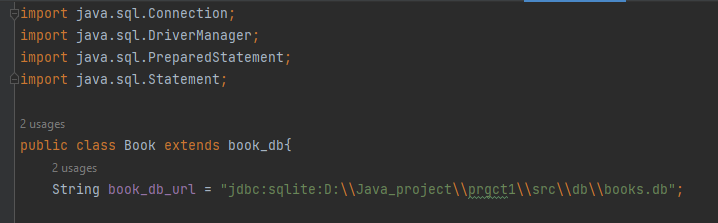 import java.sql.Connection;
import java.sql.DriverManager;
import java.sql.PreparedStatement;
import java.sql.Statement;
2 usages
public class Book extends book_db{
2 usages
String book_db_url = "jdbc:sqlite:D:\\Java_project\\prgct1\\src\\db\\books.db";